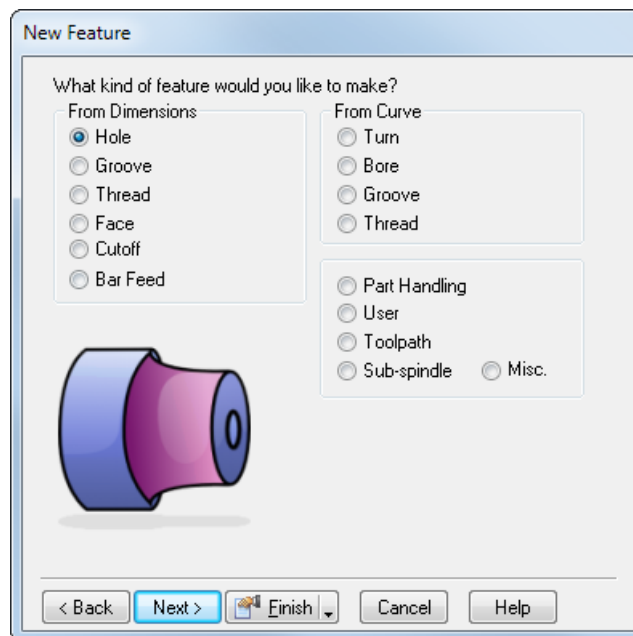 New Feature
What kind of feature would you like to make?
From Dimensions
Hole
Groove
Thread
Face
Cutoff
Bar Feed
From Curve
Turn
Bore
Groove
Thread
Part Handling
User
Toolpath
Sub-spindle Misc.
< Back Next > Finish Cancel Help